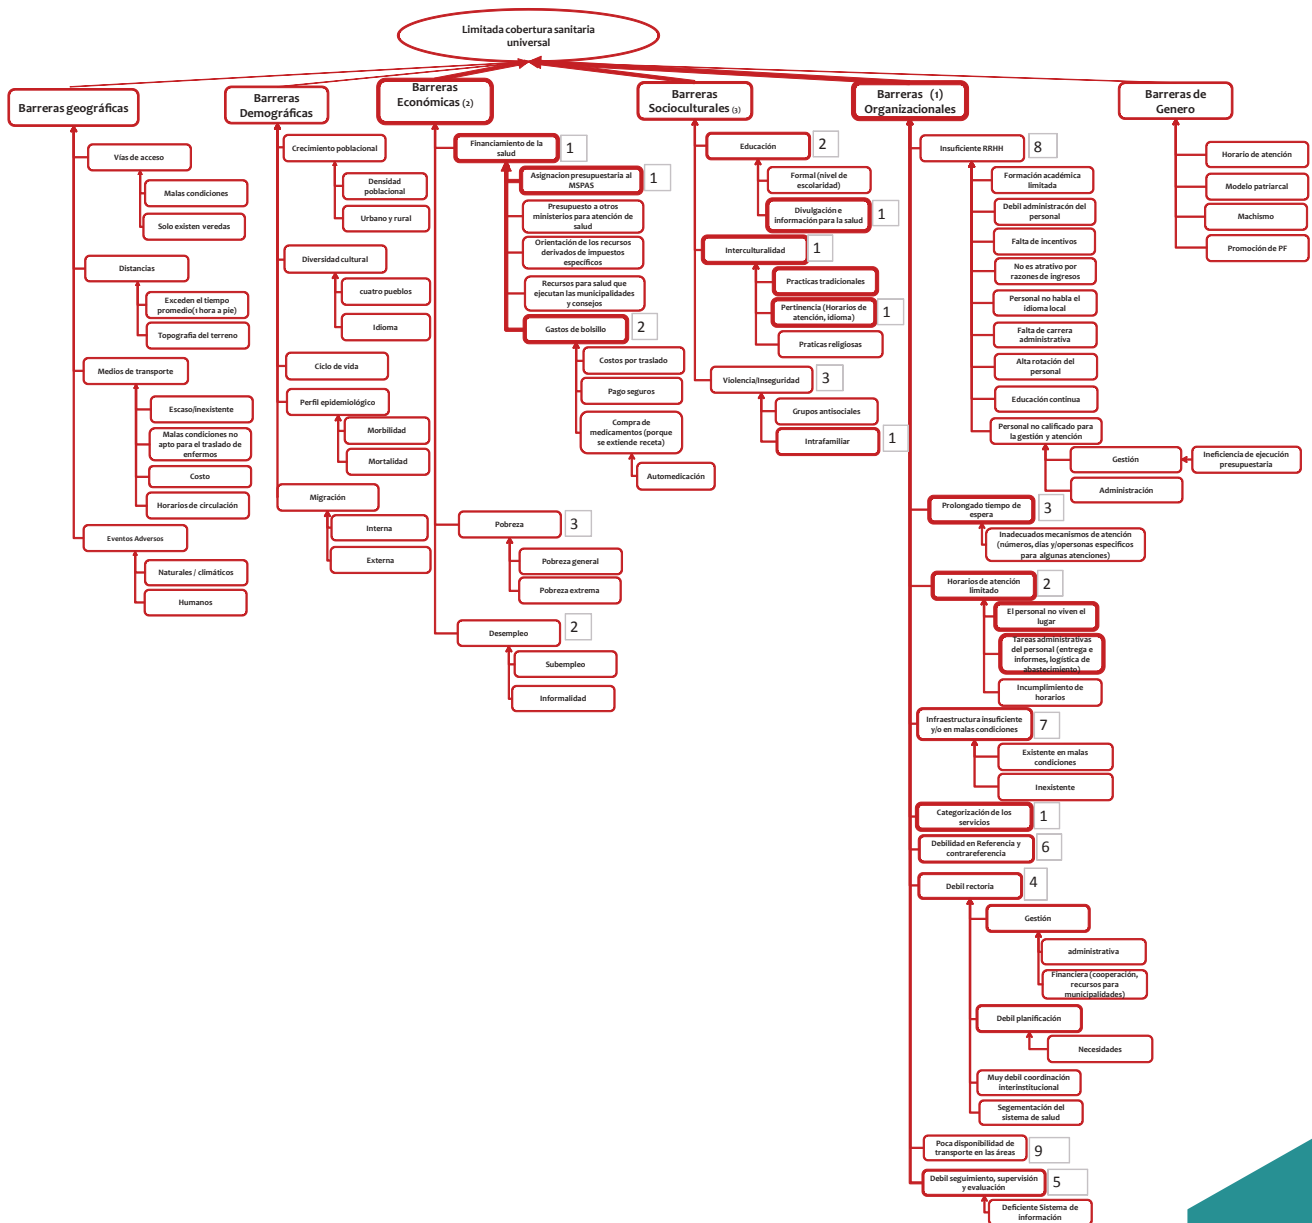 Limitada cobertura sanitaria
universal
Barreras geográficas
Vías de acceso
Malas condiciones
Solo existen veredas
Distancias
Exceden el tiempo
promedio(1 hora a pie)
Topografía del terreno
Medios de transporte
Escaso/inexistente
Malas condiciones no
apto para el traslado de
enfermos
Costo
Horarios de circulación
Eventos Adversos
Naturales / climáticos
Humanos
Barreras
Demográficas
Crecimiento poblacional
Densidad
poblacional
Urbano y rural
Diversidad cultural
cuatro pueblos
Idioma
Ciclo de vida
Perfil epidemiológico
Morbilidad
Mortalidad
Migración
Interna
Externa
Barreras
Económicas (2)
Financiamiento de la
salud
1
Asignacion presupuestaria al
MSPAS
1
Presupuesto a otros
ministerios para atención de
salud
Orientación de los recursos
derivados de impuestos
específicos
Recursos para salud que
ejecutan las municipalidades
y consejos
Gastos de bolsillo
2
Costos por traslado
Pago seguros
Compra de
medicamentos (porque
se extiende receta)
Automedicación
Pobreza
3
Pobreza general
Pobreza extrema
Desempleo
2
Subempleo
Informalidad
Barreras
Socioculturales (3)
Educación
2
Formal (nivel de
escolaridad)
Divulgación e
información para la salud
1
Interculturalidad
1
Practicas tradicionales
Pertinencia (Horarios de
atención, idioma)
1
Praticas religiosas
Violencia/Inseguridad
3
Grupos antisociales
Intrafamiliar
1
Barreras (1)
Organizacionales
Insuficiente RRHH
8
Formación académica
limitada
Debil administracón del
personal
Falta de incentivos
No es atrativo por
razones de ingresos
Personal no habla el
idioma local
Falta de carrera
administrativa
Alta rotación del
personal
Educación continua
Personal no calificado para
la gestión y atención
Gestión
Ineficiencia de ejecución
presupuestaria
Administración
Prolongado tiempo de
espera
3
Inadecuados mecanismos de atención
(números, días y/opersonas específicos
para algunas atenciones)
Horarios de atención
limitado
2
El personal no viven el
lugar
Tareas administrativas
del personal (entrega e
informes, logística de
abastecimiento)
Incumplimiento de
horarios
Infraestructura insuficiente
y/o en malas condiciones
7
Existente en malas
condiciones
Inexistente
Categorización de los
servicios
1
Debilidad en Referencia y
contrareferencia
6
Debil rectoria
4
Gestión
administrativa
Financiera (cooperación,
recursos para
municipalidades)
Debil planificación
Necesidades
Muy debil coordinación
interinstitucional
Segementación del
sistema de salud
Poca disponibilidad de
transporte en las áreas
9
Debil seguimiento, supervisión
y evaluación
5
Deficiente Sistema de
información
Barreras de
Genero
Horario de atención
Modelo patriarcal
Machismo
Promoción de PF